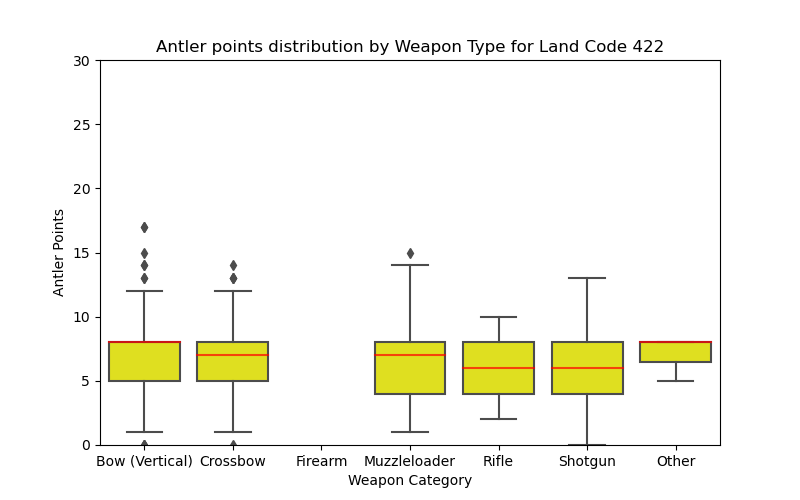 Antler points distribution by Weapon Type for Land Code 422
30
25
20
15
10
5
0
Antler Points
Bow (Vertical) Crossbow Firearm Muzzleloader Rifle Shotgun Other
Weapon Category